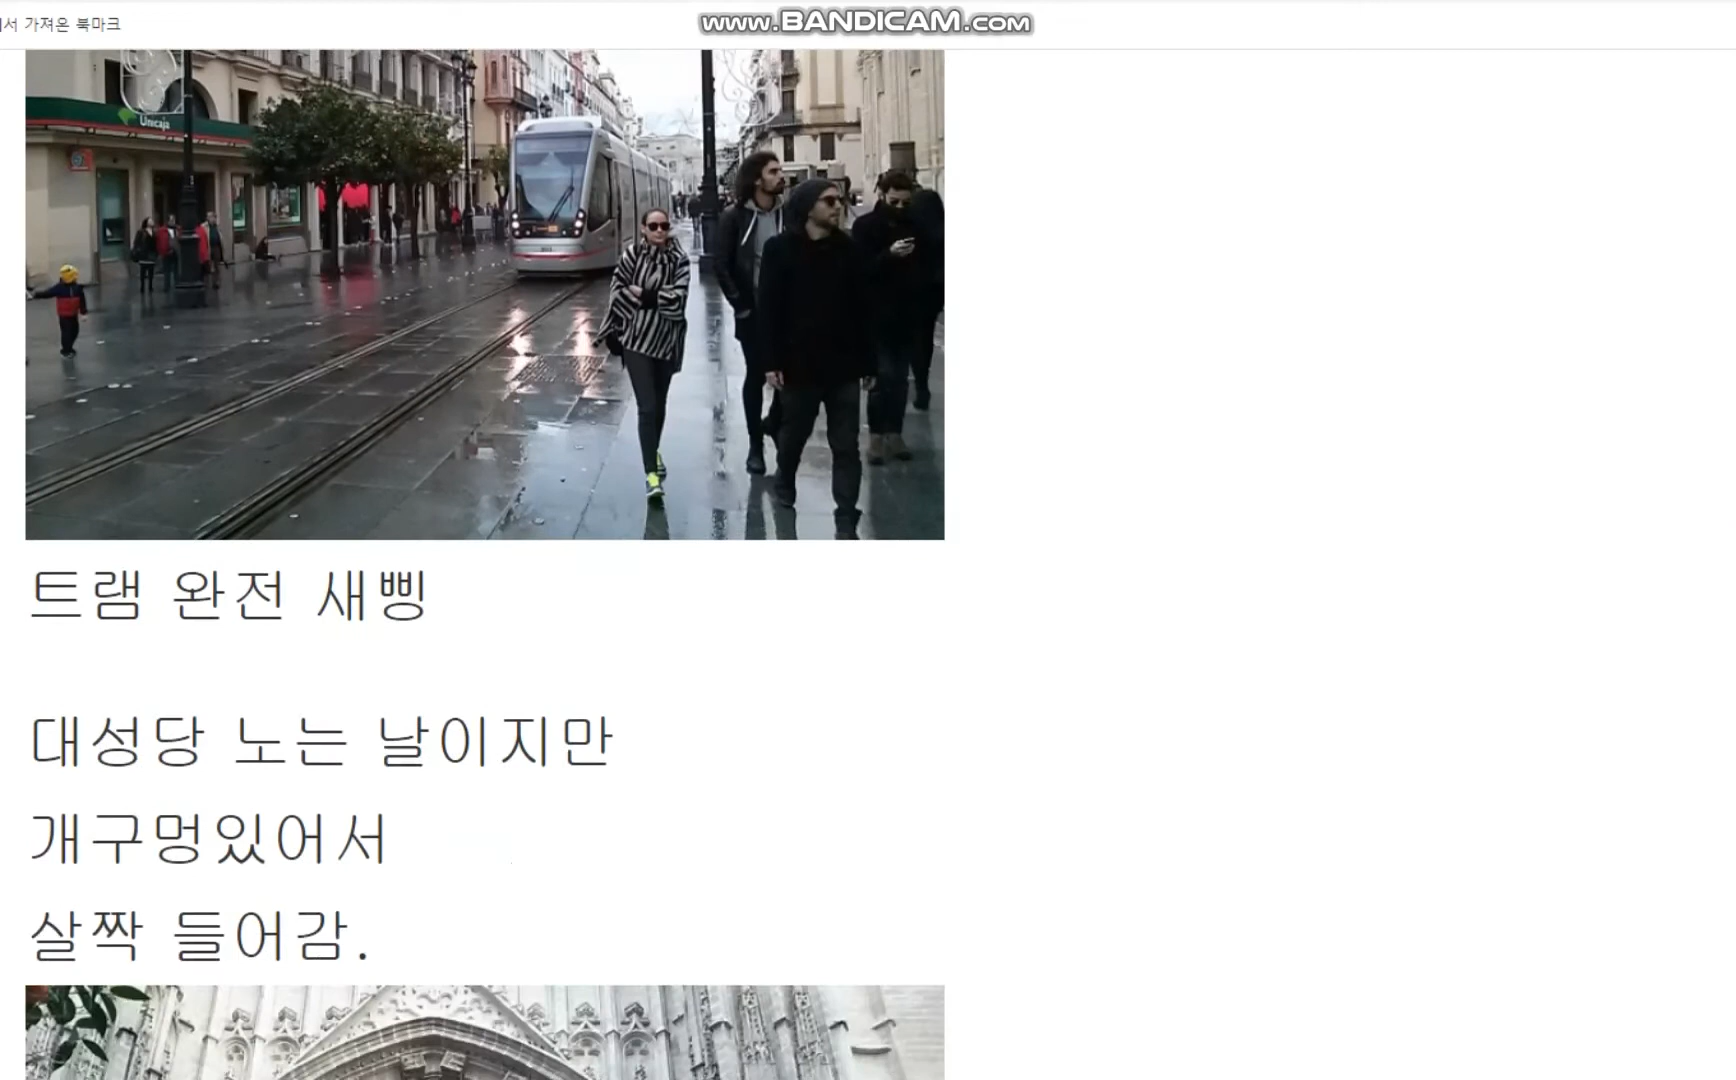 서 가져온 북마크
www.BANDICAM.com
Unicaja
트램 완전 새삥
대성당 노는 날이지만
개구멍있어서
살짝 들어감.